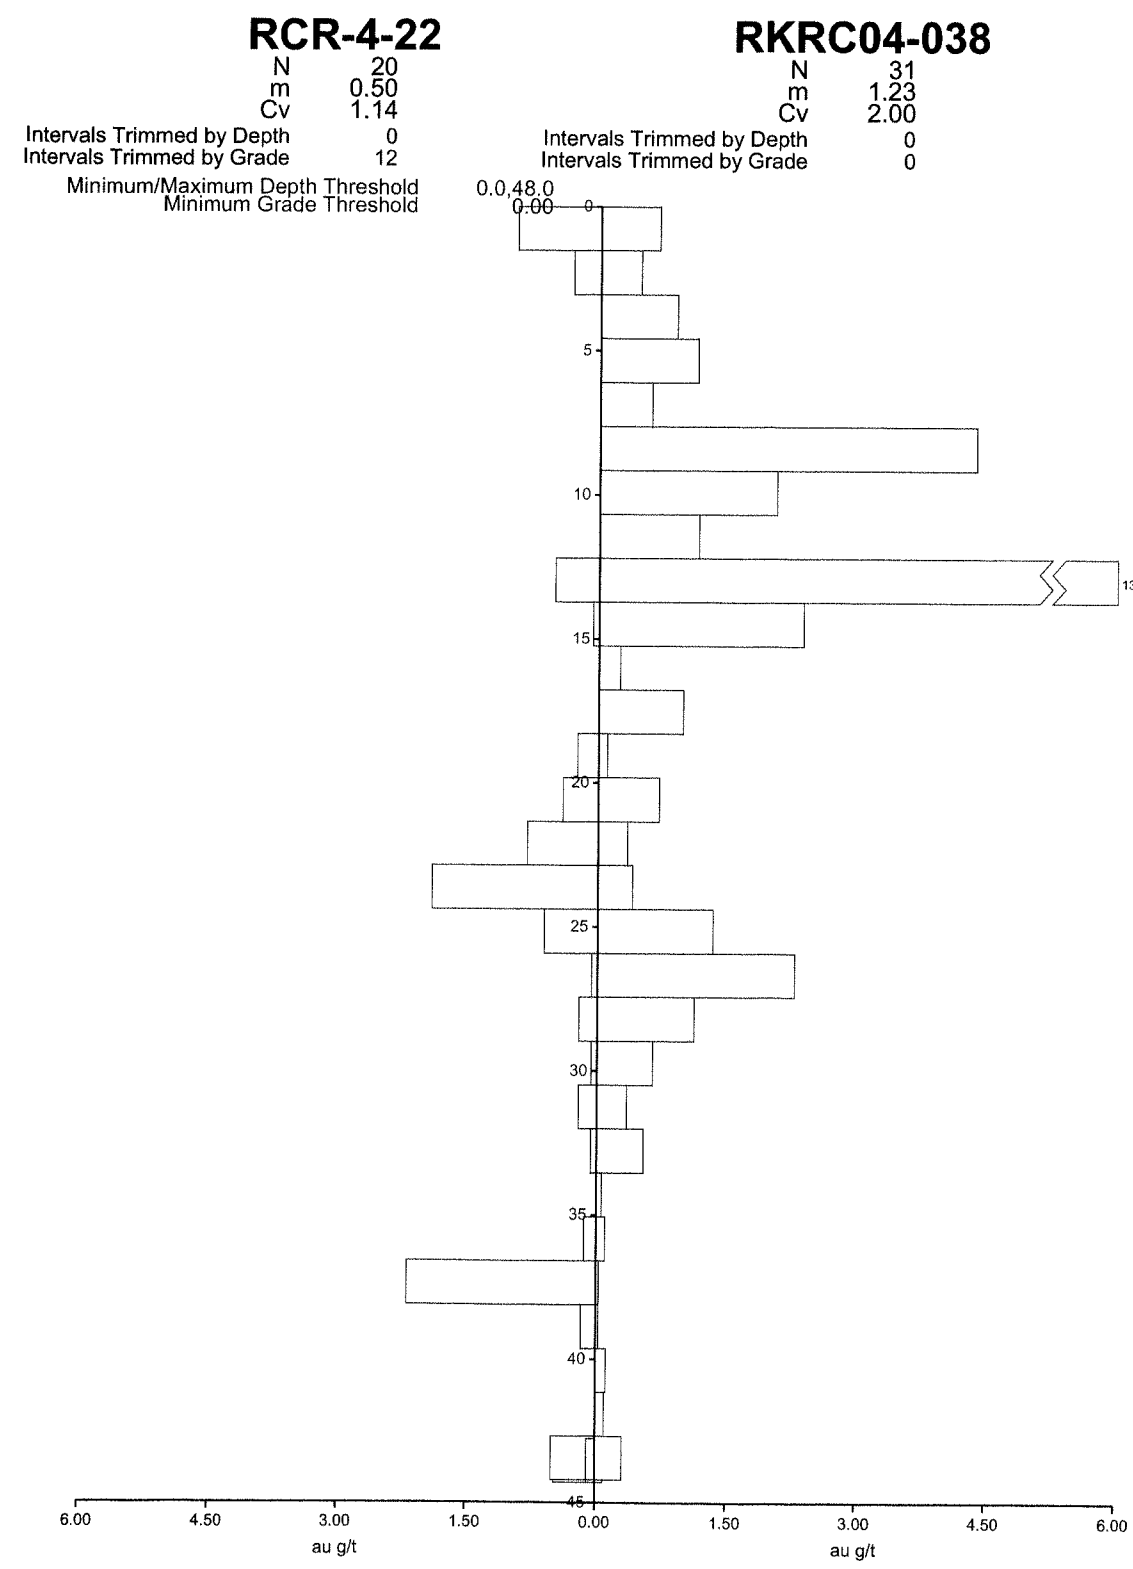 RCR-4-22
N 20
m 0.50
Cv 1.14
Intervals Trimmed by Depth 0
Intervals Trimmed by Grade 12
Minimum/Maximum Depth Threshold 0.0,48.0
Minimum Grade Threshold 0.00
RKRC04-038
N 31
m 1.23
Cv 2.00
Intervals Trimmed by Depth 0
Intervals Trimmed by Grade 0
0
5
10
13
15
20
25
30
35
40
45
6.00 4.50 3.00 1.50 0.00 1.50 3.00 4.50 6.00
au g/t au g/t